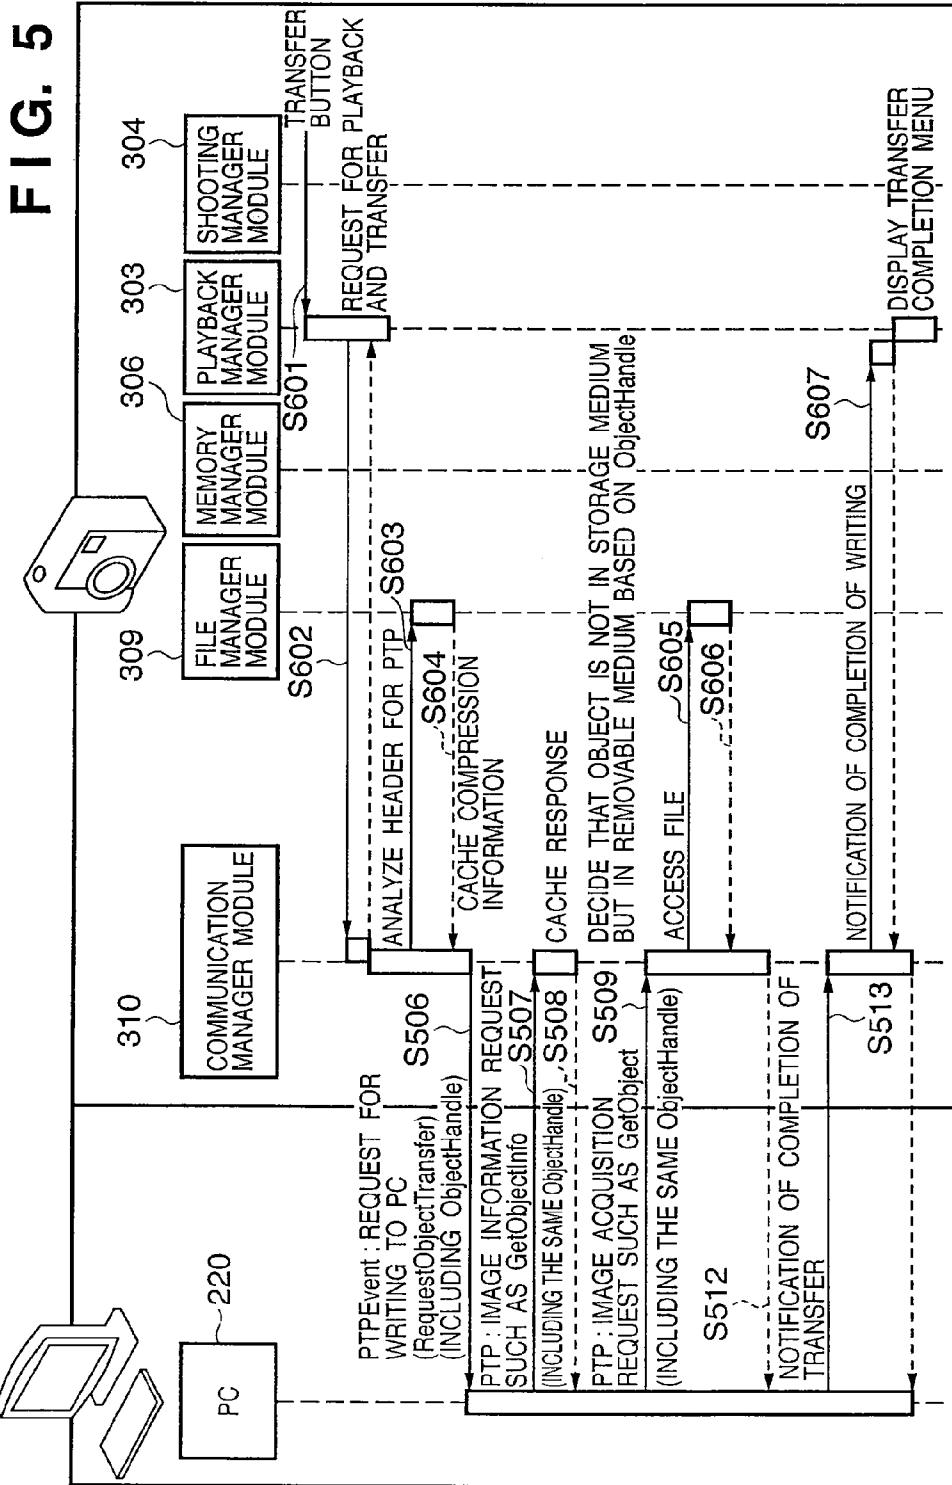 FIG. 5
220
PC
310
COMMUNICATION
MANAGER MODULE
309
FILE
MANAGER
MODULE
306
MEMORY
MANAGER
MODULE
303
PLAYBACK
MANAGER
MODULE
304
SHOOTING
MANAGER
MODULE
TRANSFER
BUTTON
S601
REQUEST FOR PLAYBACK
AND TRANSFER
S602
PTPEvent : REQUEST FOR
WRITING TO PC
(RequestObjectTransfer)
(INCLUDING ObjectHandle)
S506
ANALYZE HEADER FOR PTP
S603
S604
CACHE COMPRESSION
INFORMATION
PTP : IMAGE INFORMATION REQUEST
SUCH AS GetObjectInfo
S507
(INCLUDING THE SAME ObjectHandle)
S508
CACHE RESPONSE
PTP : IMAGE ACQUISITION
REQUEST SUCH AS GetObject
(INCLUDING THE SAME ObjectHandle)
S509
DECIDE THAT OBJECT IS NOT IN STORAGE MEDIUM
BUT IN REMOVABLE MEDIUM BASED ON ObjectHandle
ACCESS FILE
S605
S606
S512
NOTIFICATION OF COMPLETION OF
TRANSFER
S513
NOTIFICATION OF COMPLETION OF WRITING
S607
DISPLAY TRANSFER
COMPLETION MENU